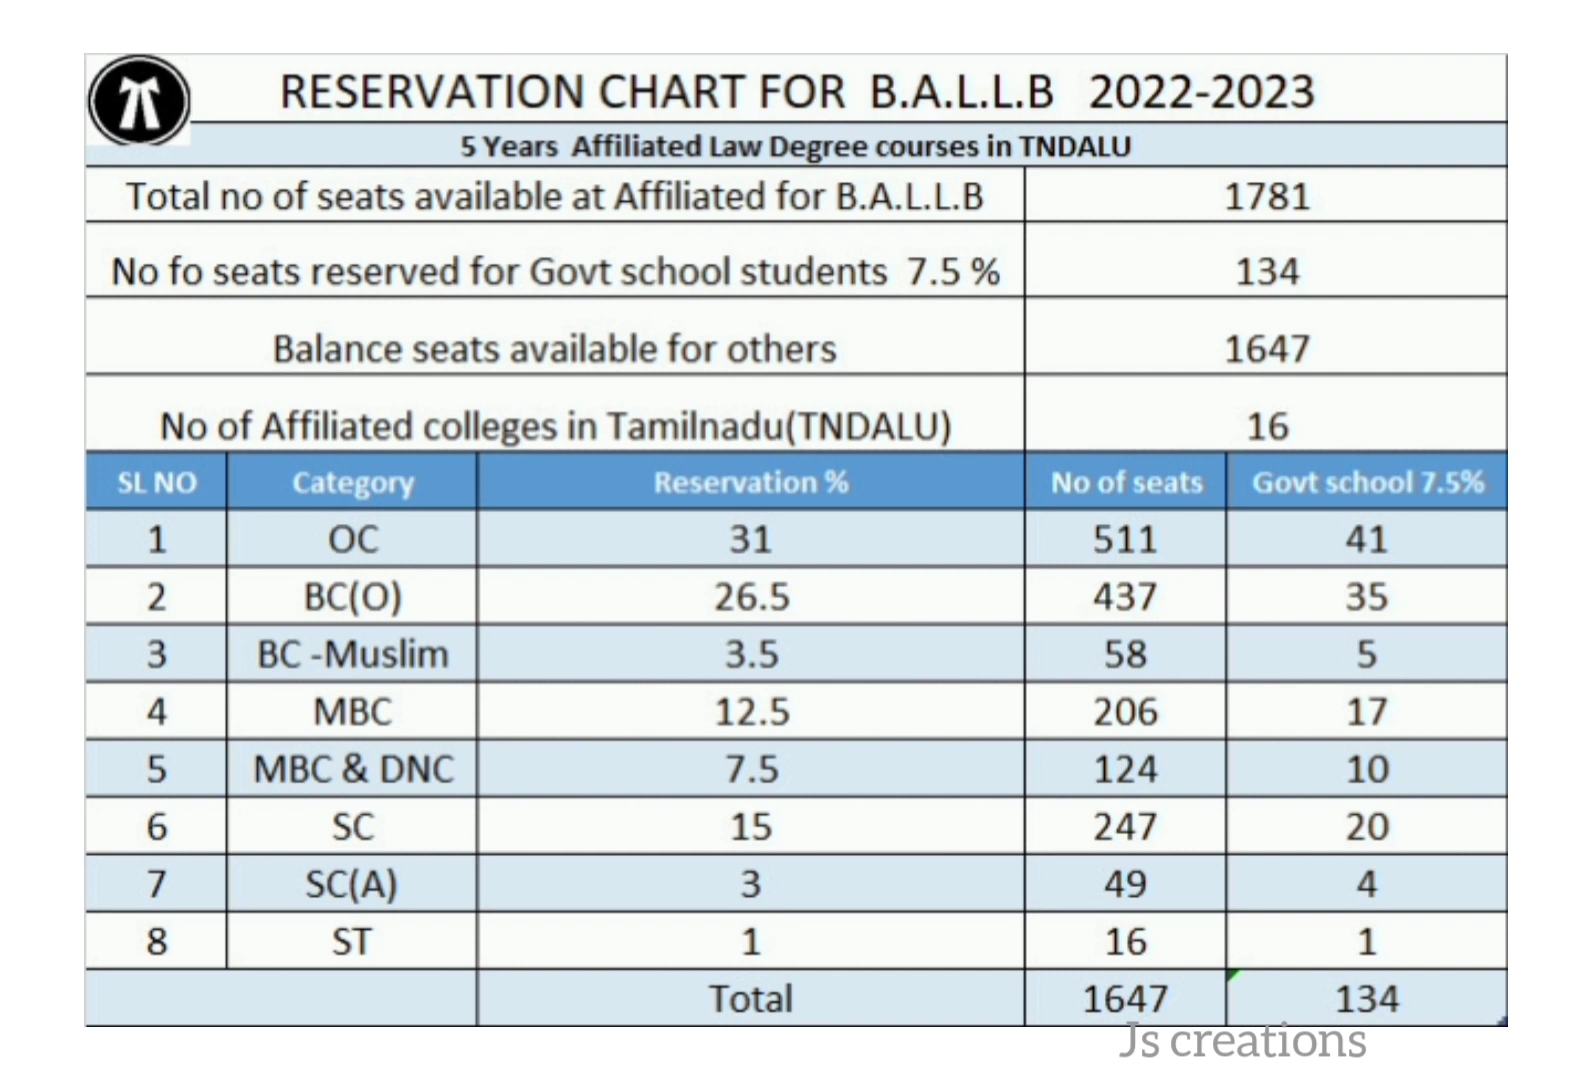 RESERVATION CHART FOR B.A.L.L.B 2022-2023
5 Years Affiliated Law Degree courses in TNDALU
Total no of seats available at Affiliated for B.A.L.L.B 1781
No fo seats reserved for Govt school students 7.5 % 134
Balance seats available for others 1647
No of Affiliated colleges in Tamilnadu(TNDALU) 16
SL NO Category Reservation % No of seats Govt school 7.5%
1 OC 31 511 41
2 BC(O) 26.5 437 35
3 BC -Muslim 3.5 58 5
4 MBC 12.5 206 17
5 MBC & DNC 7.5 124 10
6 SC 15 247 20
7 SC(A) 3 49 4
8 ST 1 16 1
Total 1647 134
Js creations